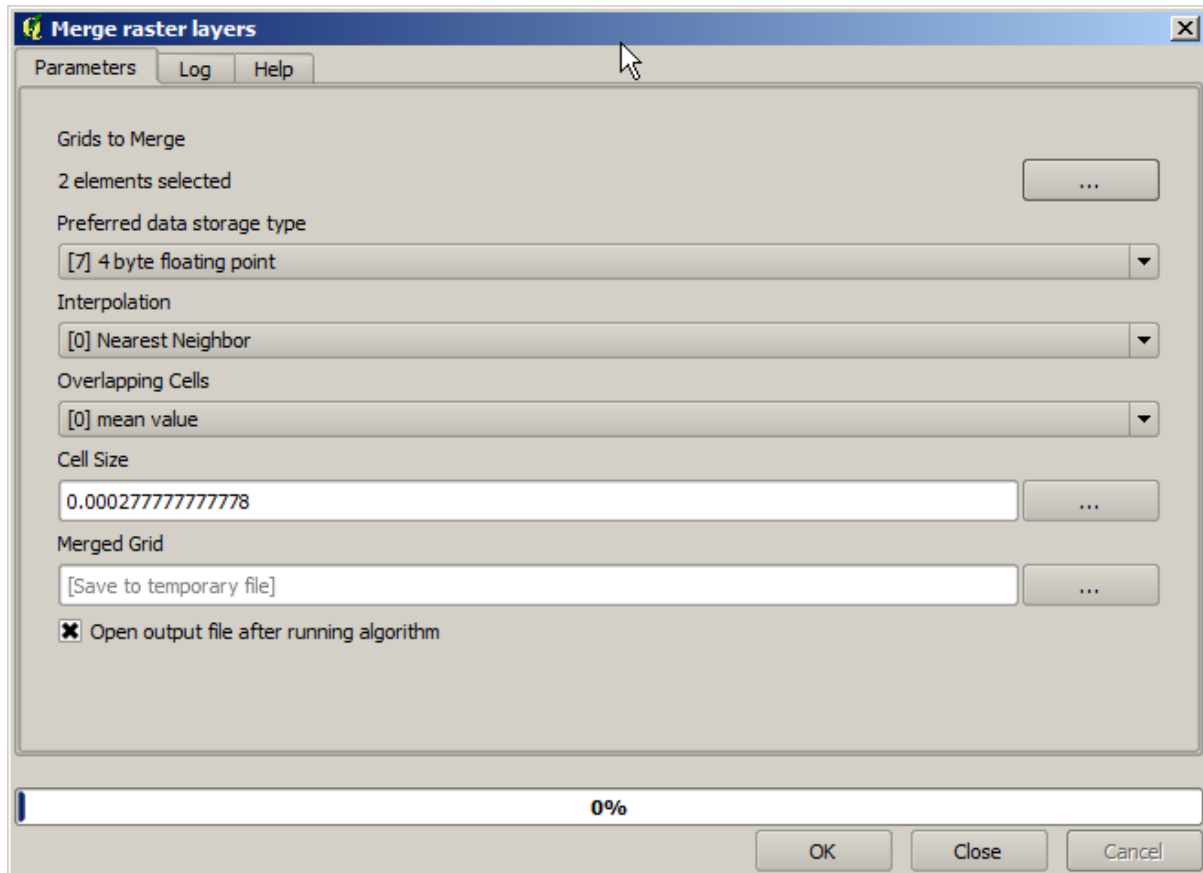 Merge raster layers
Parameters Log Help
Grids to Merge
2 elements selected
...
Preferred data storage type
[7] 4 byte floating point
Interpolation
[0] Nearest Neighbor
Overlapping Cells
[0] mean value
Cell Size
0.000277777777778
...
Merged Grid
[Save to temporary file]
...
Open output file after running algorithm
0%
OK Close Cancel